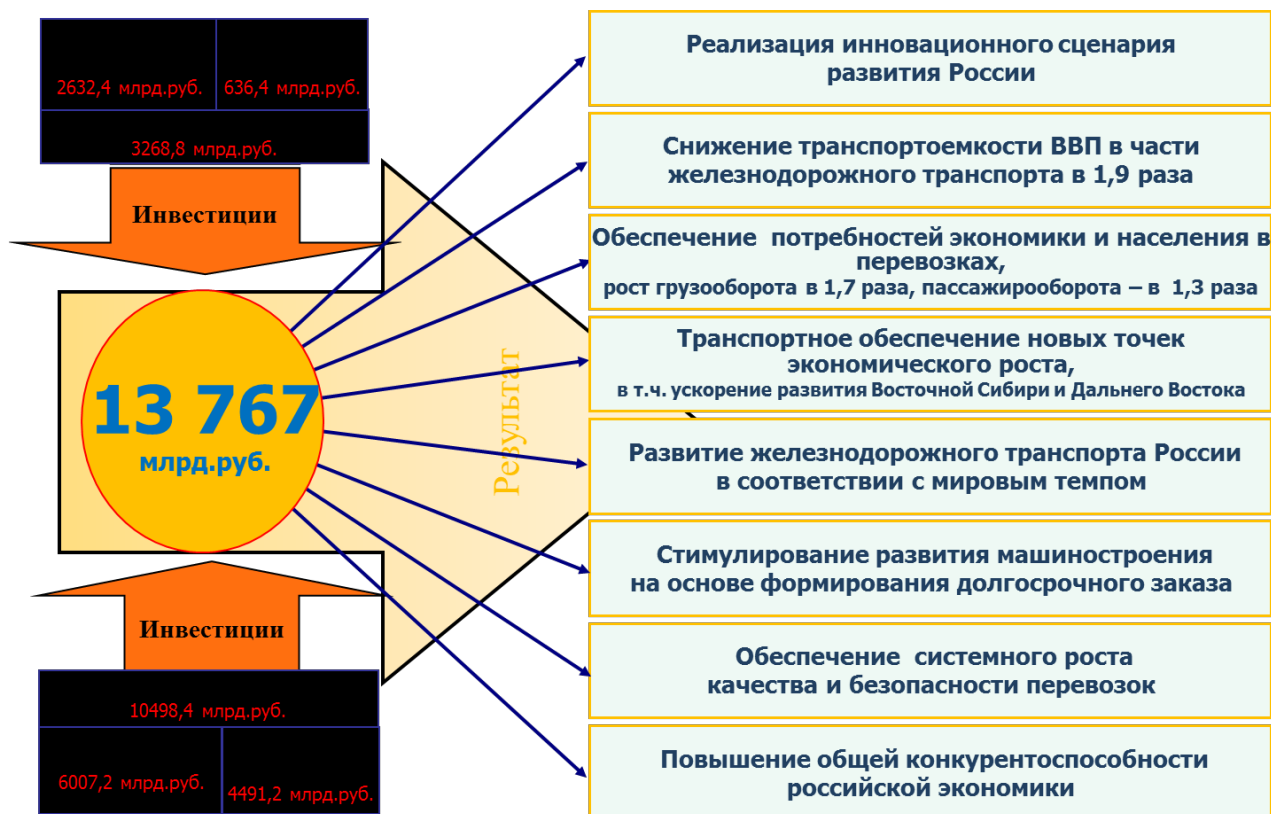 2632,4 млрд.руб.
636,4 млрд.руб.
3268,8 млрд.руб.
Инвестиции
13 767
млрд.руб.
Инвестиции
10498,4 млрд.руб.
6007,2 млрд.руб.
4491,2 млрд.руб.
Результат
Реализация инновационного сценария
развития России
Снижение транспортоемкости ВВП в части
железнодорожного транспорта в 1,9 раза
Обеспечение потребностей экономики и населения в
перевозках,
рост грузооборота в 1,7 раза, пассажирооборота – в 1,3 раза
Транспортное обеспечение новых точек
экономического роста,
в т.ч. ускорение развития Восточной Сибири и Дальнего Востока
Развитие железнодорожного транспорта России
в соответствии с мировым темпом
Стимулирование развития машиностроения
на основе формирования долгосрочного заказа
Обеспечение системного роста
качества и безопасности перевозок
Повышение общей конкурентоспособности
российской экономики